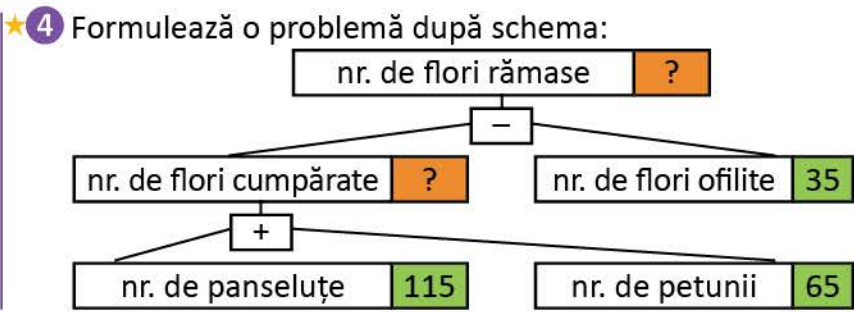 4 Formulează o problemă după schema:
nr. de flori rămase ?
–
nr. de flori cumpărate ? nr. de flori ofilite 35
+
nr. de panseluțe 115 nr. de petunii 65